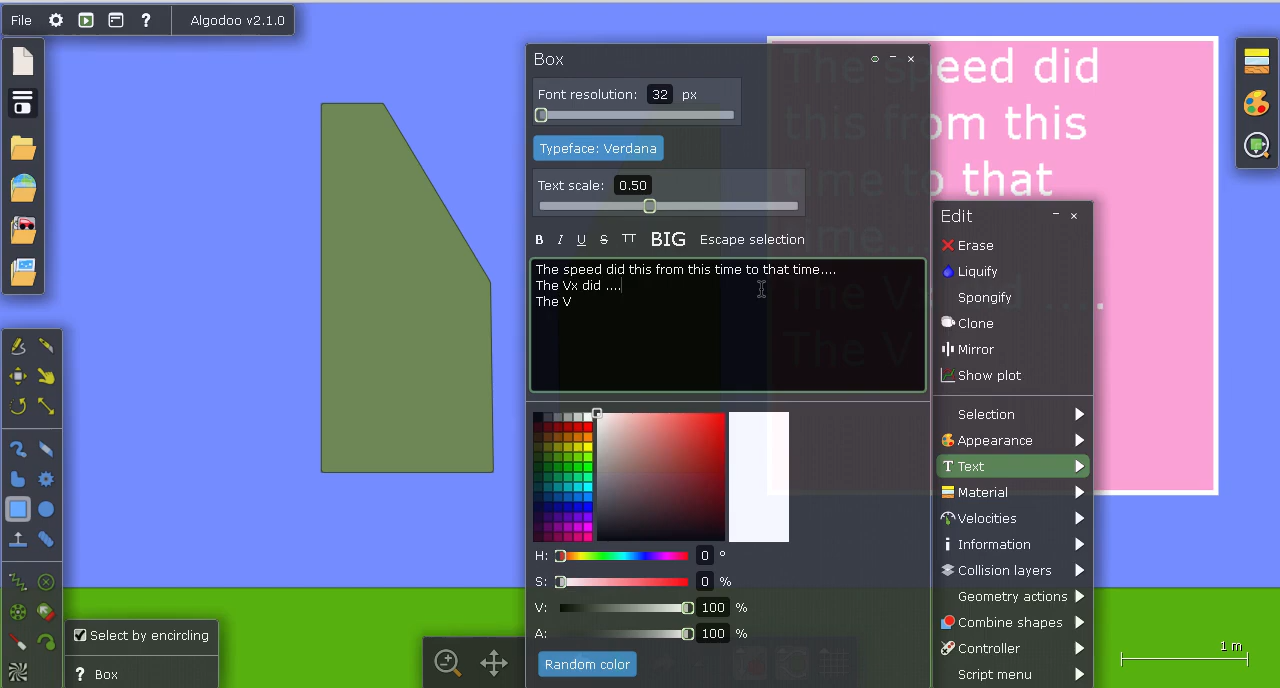 File ? Algodoo v2.1.0
Box
Font resolution: 32 px
Typeface: Verdana
Text scale: 0.50
B I U S TT BIG Escape selection
The speed did this from this time to that time....
The Vx did ....
The V
H: 0 °
S: 0 %
V: 100 %
A: 100 %
Random color
The speed did
this from this
time to that
time....
The Vx did ....
The V
Edit
Erase
Liquify
Spongify
Clone
Mirror
Show plot
Selection
Appearance
T Text
Material
Velocities
Information
Collision layers
Geometry actions
Combine shapes
Controller
Script menu
Select by encircling
? Box
1 m